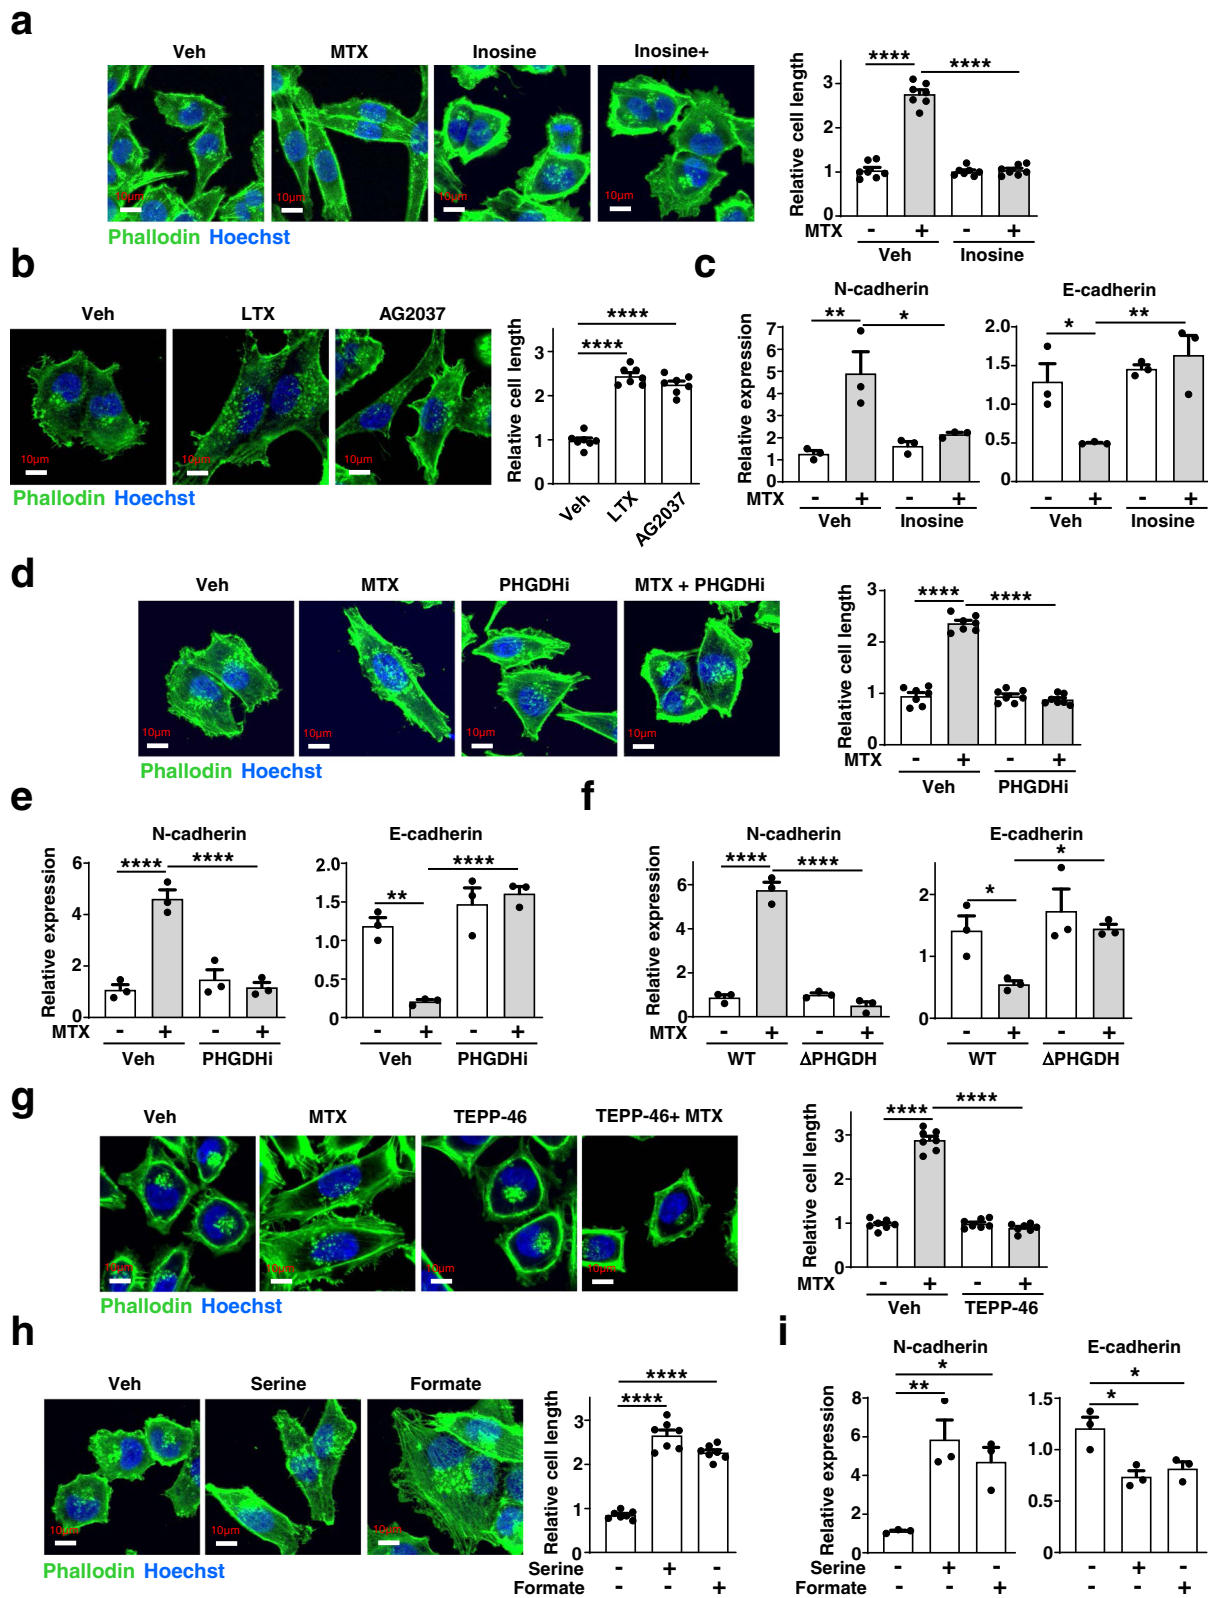 a
Veh MTX Inosine Inosine+
10µm 10µm 10µm 10µm
Phallodin Hoechst
Relative cell length
**** ****
3
2
1
0
MTX - + - +
Veh Inosine
b
Veh LTX AG2037
10µm 10µm 10µm
Phallodin Hoechst
Relative cell length
****
****
3
2
1
0
Veh LTX AG2037
c
N-cadherin E-cadherin
Relative expression
** *
7
6
5
4
3
2
1
0
* **
2.0
1.5
1.0
0.5
0
MTX - + - + - + - +
Veh Inosine Veh Inosine
d
Veh MTX PHGDHi MTX + PHGDHi
10µm 10µm 10µm 10µm
Phallodin Hoechst
Relative cell length
**** ****
3
2
1
0
MTX - + - +
Veh PHGDHi
e
N-cadherin E-cadherin
Relative expression
**** ****
6
4
2
0
** ****
2.0
1.5
1.0
0.5
0
MTX - + - + - + - +
Veh PHGDHi Veh PHGDHi
f
N-cadherin E-cadherin
Relative expression
**** ****
6
4
2
0
* *
2
1
0
MTX - + - + - + - +
WT ΔPHGDH WT ΔPHGDH
g
Veh MTX TEPP-46 TEPP-46+ MTX
10µm 10µm 10µm 10µm
Phallodin Hoechst
Relative cell length
**** ****
3
2
1
0
MTX - + - +
Veh TEPP-46
h
Veh Serine Formate
10µm 10µm 10µm
Phallodin Hoechst
Relative cell length
****
****
3
2
1
0
Serine - + -
Formate - - +
i
N-cadherin E-cadherin
Relative expression
*
**
8
6
4
2
0
*
*
1.5
1.0
0.5
0
Serine - + - - + -
Formate - - + - - +